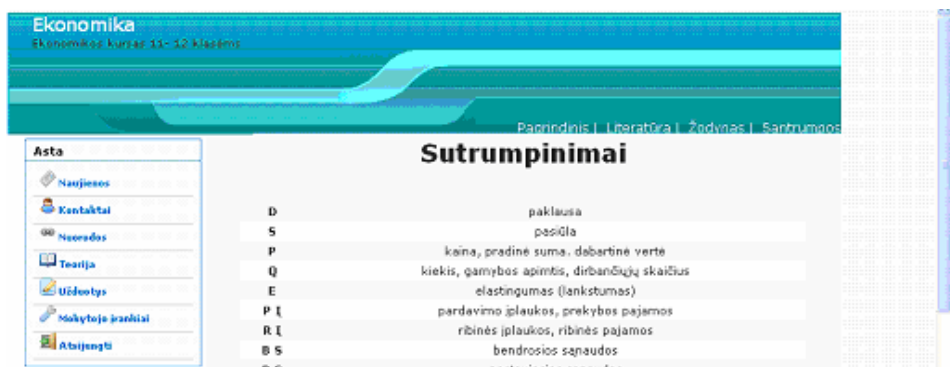 Ekonomika
Ekonomikos kursas 11- 12 klasėms
Pagrindinis | Literatūra | Žodynas | Santrumpos
Asta
Naujienos
Kontaktai
Nuorodos
Teorija
Užduotys
Mokytojo įrankiai
Atsijungti
Sutrumpinimai
D paklausa
S pasiūla
P kaina, pradinė suma. dabartinė vertė
Q kiekis, gamybos apimtis, dirbančiųjų skaičius
E elastingumas (lankstumas)
P Į pardavimo įplaukos, prekybos pajamos
R Į ribinės įplaukos, ribinės pajamos
B S bendrosios sąnaudos